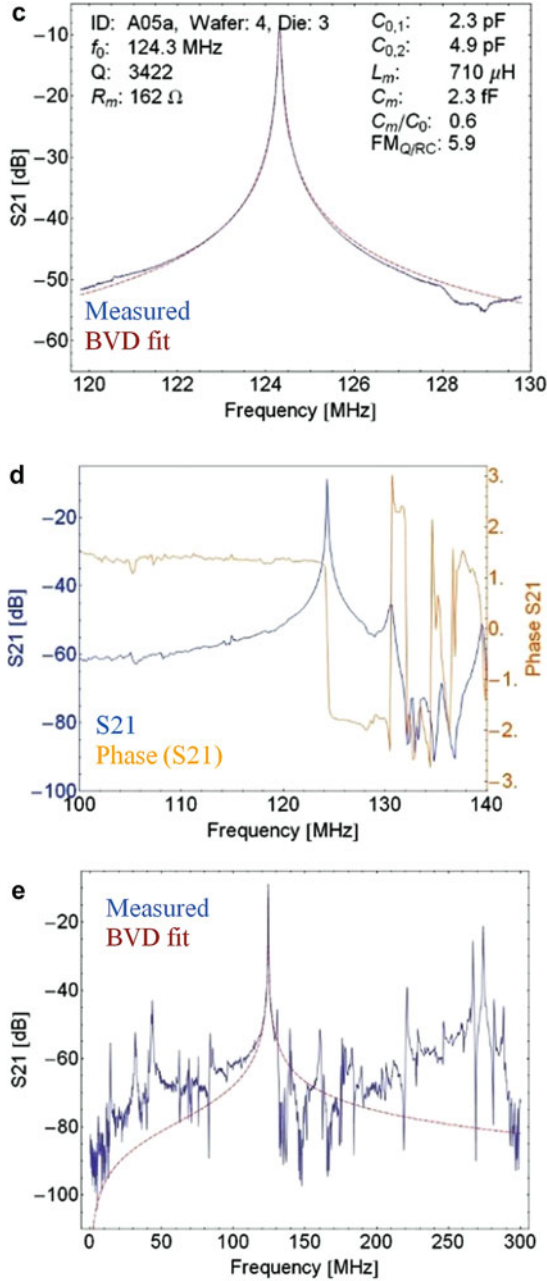 c
ID: A05a, Wafer: 4, Die: 3
f0: 124.3 MHz
Q: 3422
Rm: 162 Ω
C0,1: 2.3 pF
C0,2: 4.9 pF
Lm: 710 μH
Cm: 2.3 fF
Cm/C0: 0.6
FMQ/RC: 5.9
−10
−20
−30
−40
−50
−60
S21 [dB]
Measured
BVD fit
120
122
124
126
128
130
Frequency [MHz]
d
−20
−40
−60
−80
−100
S21 [dB]
3.
2.
1.
0
−1.
−2.
−3.
Phase S21
S21
Phase (S21)
100
110
120
130
140
Frequency [MHz]
e
Measured
BVD fit
−20
−40
−60
−80
−100
S21 [dB]
0
50
100
150
200
250
300
Frequency [MHz]